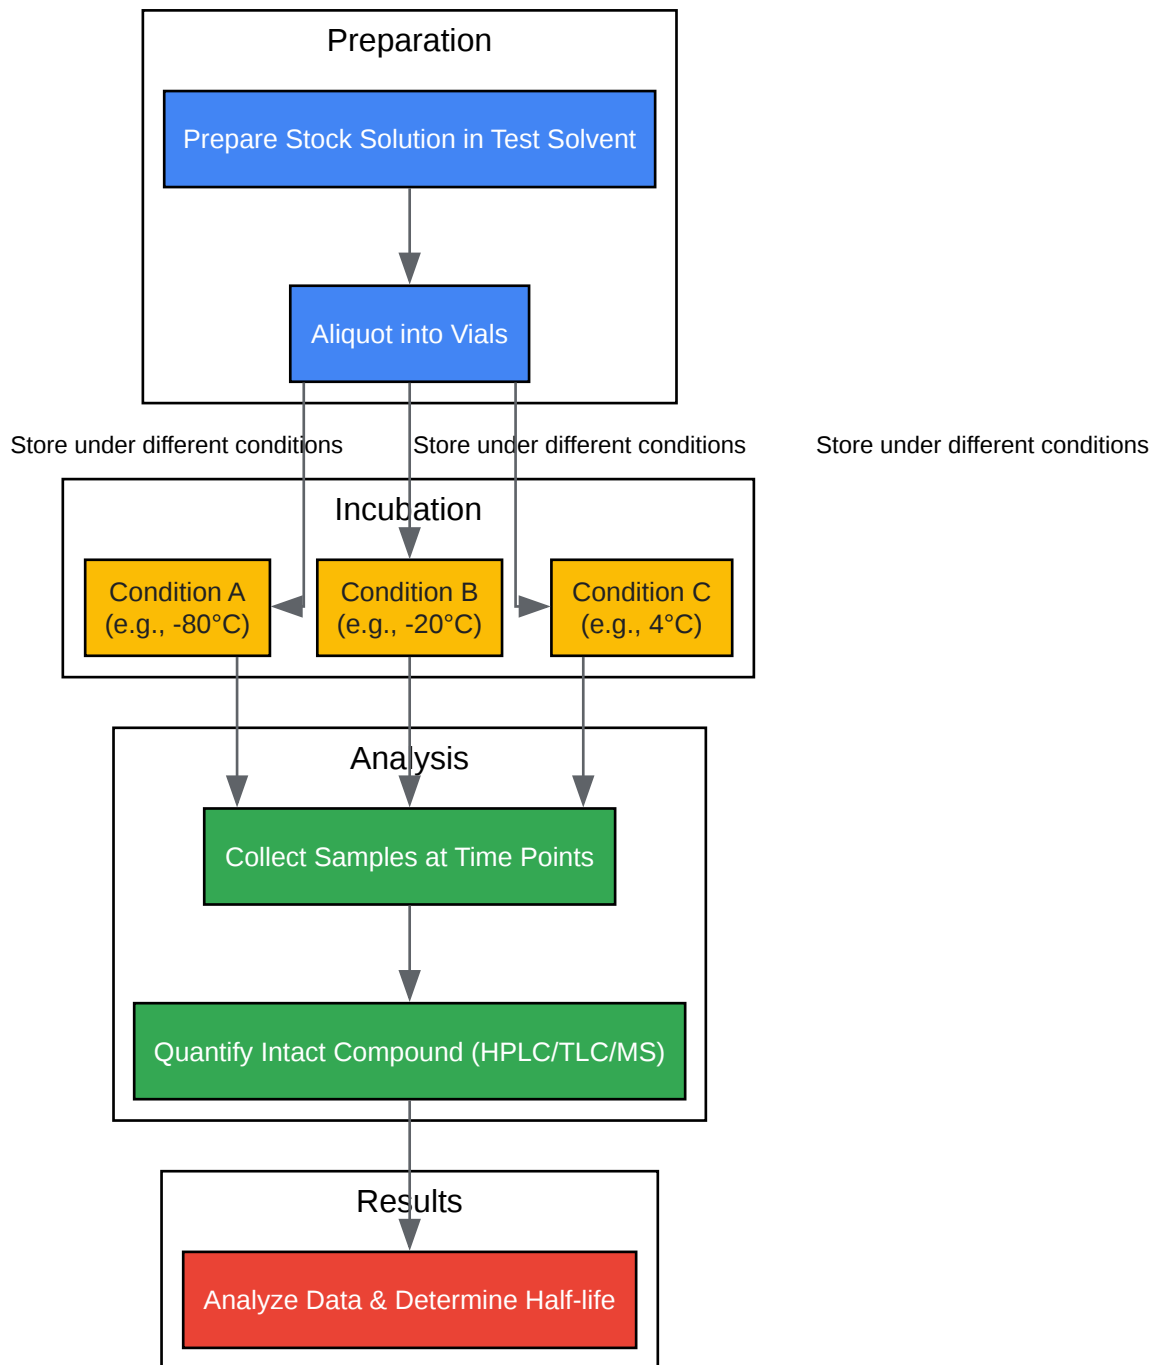 Preparation
Prepare Stock Solution in Test Solvent
Aliquot into Vials
Store under different conditions
Store under different conditions
Store under different conditions
Incubation
Condition A
(e.g., -80°C)
Condition B
(e.g., -20°C)
Condition C
(e.g., 4°C)
Analysis
Collect Samples at Time Points
Quantify Intact Compound (HPLC/TLC/MS)
Results
Analyze Data & Determine Half-life